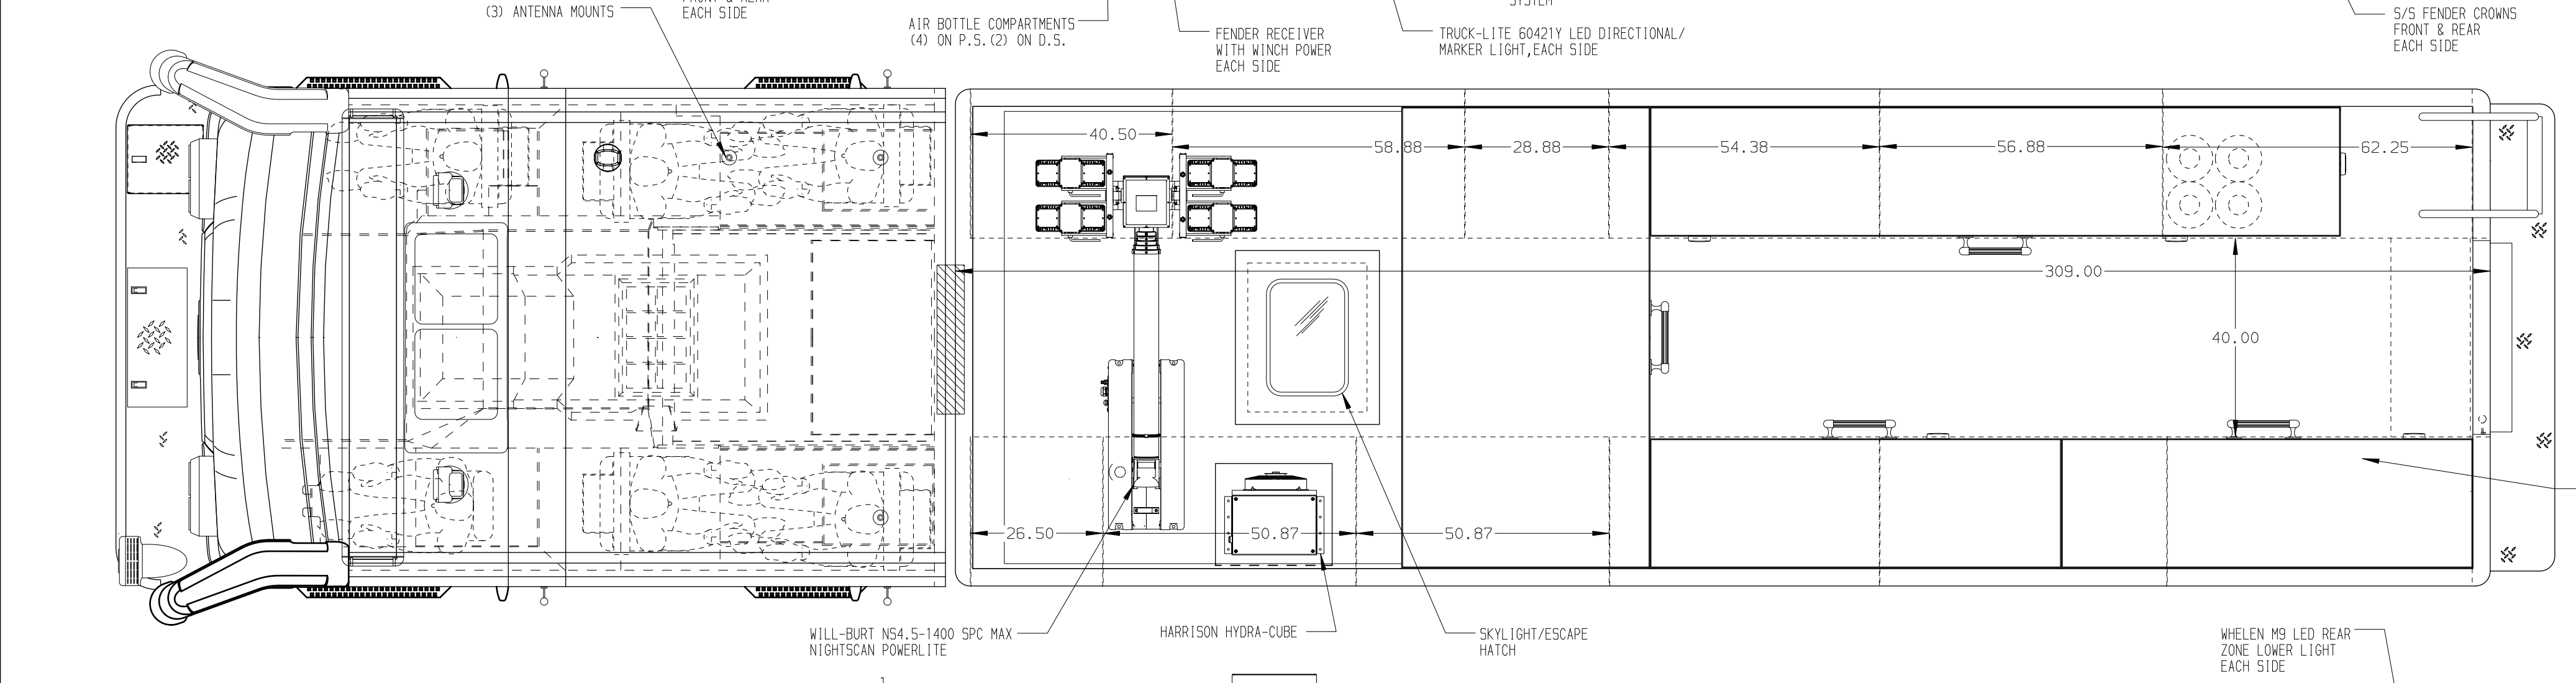 FRONT & REAR
EACH SIDE
(3) ANTENNA MOUNTS
AIR BOTTLE COMPARTMENTS
(4) ON P.S.(2) ON D.S.
FENDER RECEIVER
WITH WINCH POWER
EACH SIDE
SYSTEM
TRUCK-LITE 60421Y LED DIRECTIONAL/
MARKER LIGHT,EACH SIDE
S/S FENDER CROWNS
FRONT & REAR
EACH SIDE
40.50
58.88
28.88
54.38
56.88
62.25
309.00
40.00
26.50
50.87
50.87
WILL-BURT NS4.5-1400 SPC MAX
NIGHTSCAN POWERLITE
HARRISON HYDRA-CUBE
SKYLIGHT/ESCAPE
HATCH
WHELEN M9 LED REAR
ZONE LOWER LIGHT
EACH SIDE